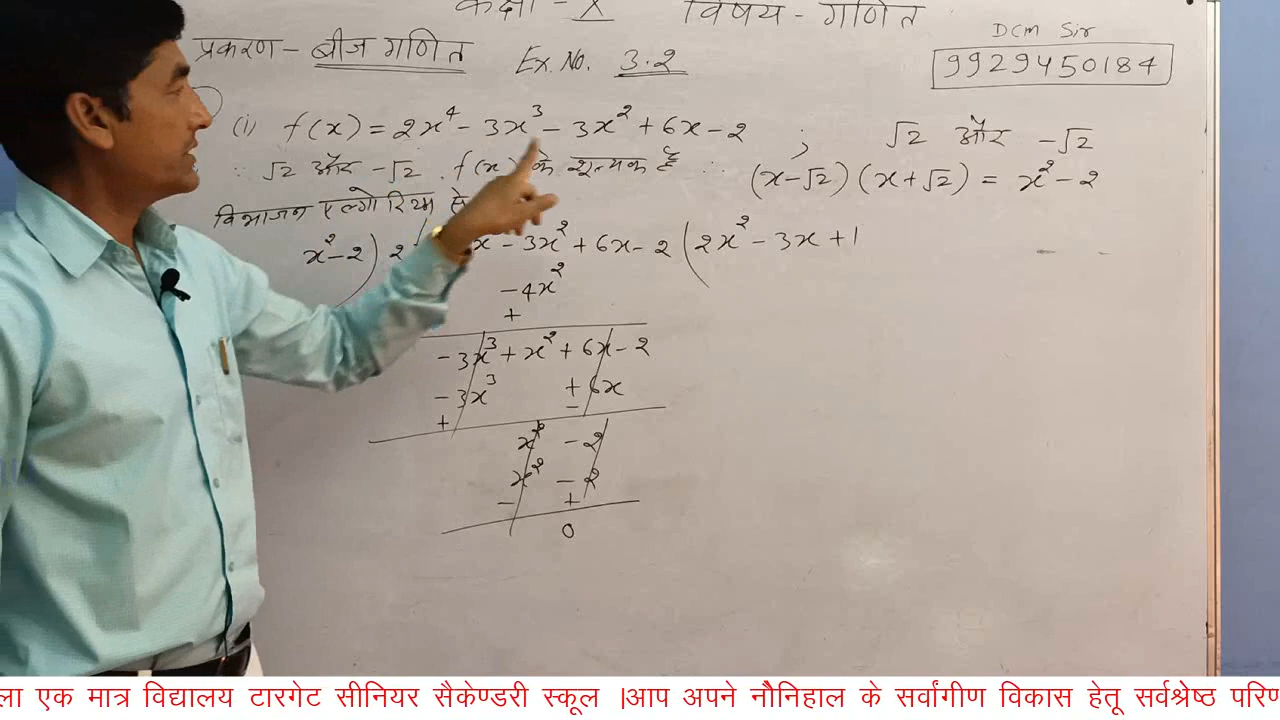 कक्षा - X विषय - गणित
DCM Sir
9929450184
प्रकरण - बीज गणित Ex. No. 3.2
(i) f(x) = 2x⁴ - 3x³ - 3x² + 6x - 2 ; √2 और -√2
∵ √2 और -√2 f(x) के शून्यक हैं ∴ (x-√2) (x+√2) = x² - 2
विभाजन एल्गोरिथ्म से
x² - 2 ) 2 - 3x² + 6x - 2 ( 2x² - 3x + 1
- 4x²
+
- 3x³ + x² + 6x - 2
- 3x³ + 6x
+ -
x² - 2
x² - 2
- +
0
ला एक मात्र विद्यालय टारगेट सीनियर सैकेण्डरी स्कूल ।आप अपने नौनिहाल के सर्वांगीण विकास हेतू सर्वश्रेष्ठ परिण